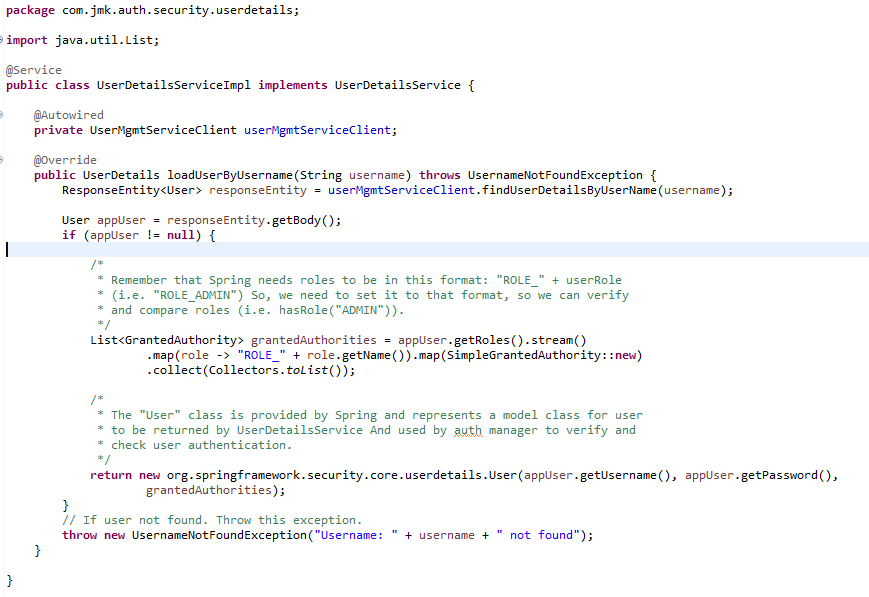 package com.jmk.auth.security.userdetails;
import java.util.List;
@Service
public class UserDetailsServiceImpl implements UserDetailsService {
@Autowired
private UserMgmtServiceClient userMgmtServiceClient;
@Override
public UserDetails loadUserByUsername(String username) throws UsernameNotFoundException {
ResponseEntity<User> responseEntity = userMgmtServiceClient.findUserDetailsByUserName(username);
User appUser = responseEntity.getBody();
if (appUser != null) {
/*
* Remember that Spring needs roles to be in this format: "ROLE_" + userRole
* (i.e. "ROLE_ADMIN") So, we need to set it to that format, so we can verify
* and compare roles (i.e. hasRole("ADMIN")).
*/
List<GrantedAuthority> grantedAuthorities = appUser.getRoles().stream()
.map(role -> "ROLE_" + role.getName()).map(SimpleGrantedAuthority::new)
.collect(Collectors.toList());
/*
* The "User" class is provided by Spring and represents a model class for user
* to be returned by UserDetailsService And used by auth manager to verify and
* check user authentication.
*/
return new org.springframework.security.core.userdetails.User(appUser.getUsername(), appUser.getPassword(),
grantedAuthorities);
}
// If user not found. Throw this exception.
throw new UsernameNotFoundException("Username: " + username + " not found");
}
}